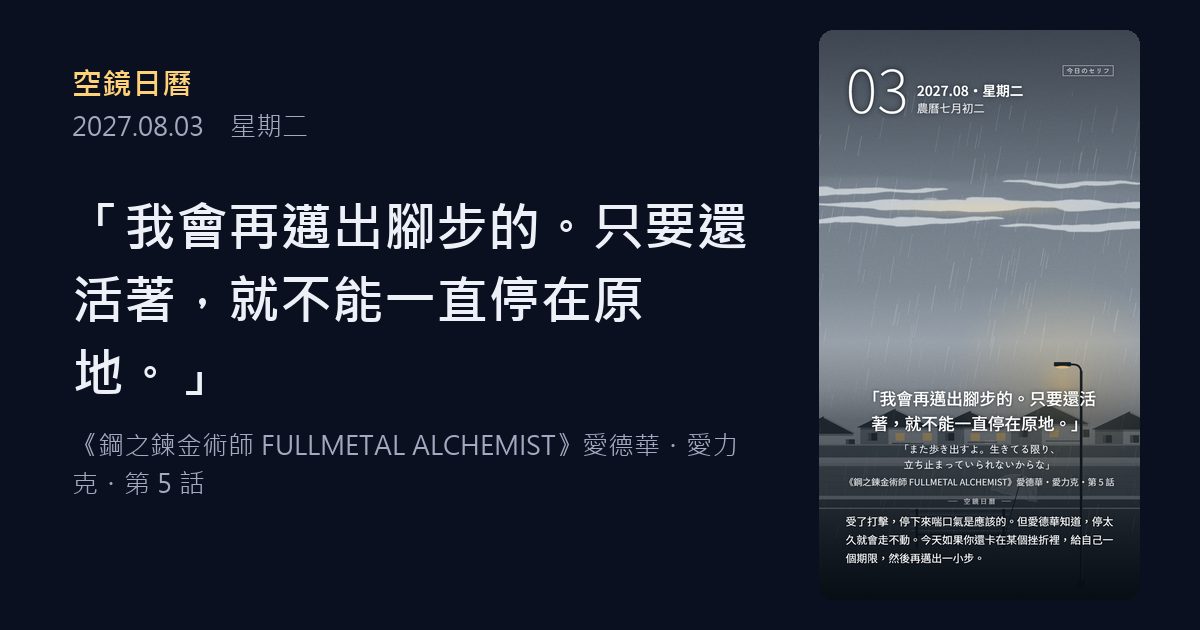 空鏡日曆
2027.08.03 星期二
「我會再邁出腳步的。只要還
活著，就不能一直停在原
地。」
《鋼之鍊金術師 FULLMETAL ALCHEMIST》愛德華・愛力
克・第 5 話
今日のセリフ
03
2027.08・星期二
農曆七月初二
「我會再邁出腳步的。只要還活
著，就不能一直停在原地。」
「また歩き出すよ。生きてる限り、
立ち止まっていられないからな」
《鋼之鍊金術師 FULLMETAL ALCHEMIST》愛德華・愛力克・第 5 話
— 空鏡日曆 —
受了打擊，停下來喘口氣是應該的。但愛德華知道，停太
久就會走不動。今天如果你還卡在某個挫折裡，給自己一
個期限，然後再邁出一小步。